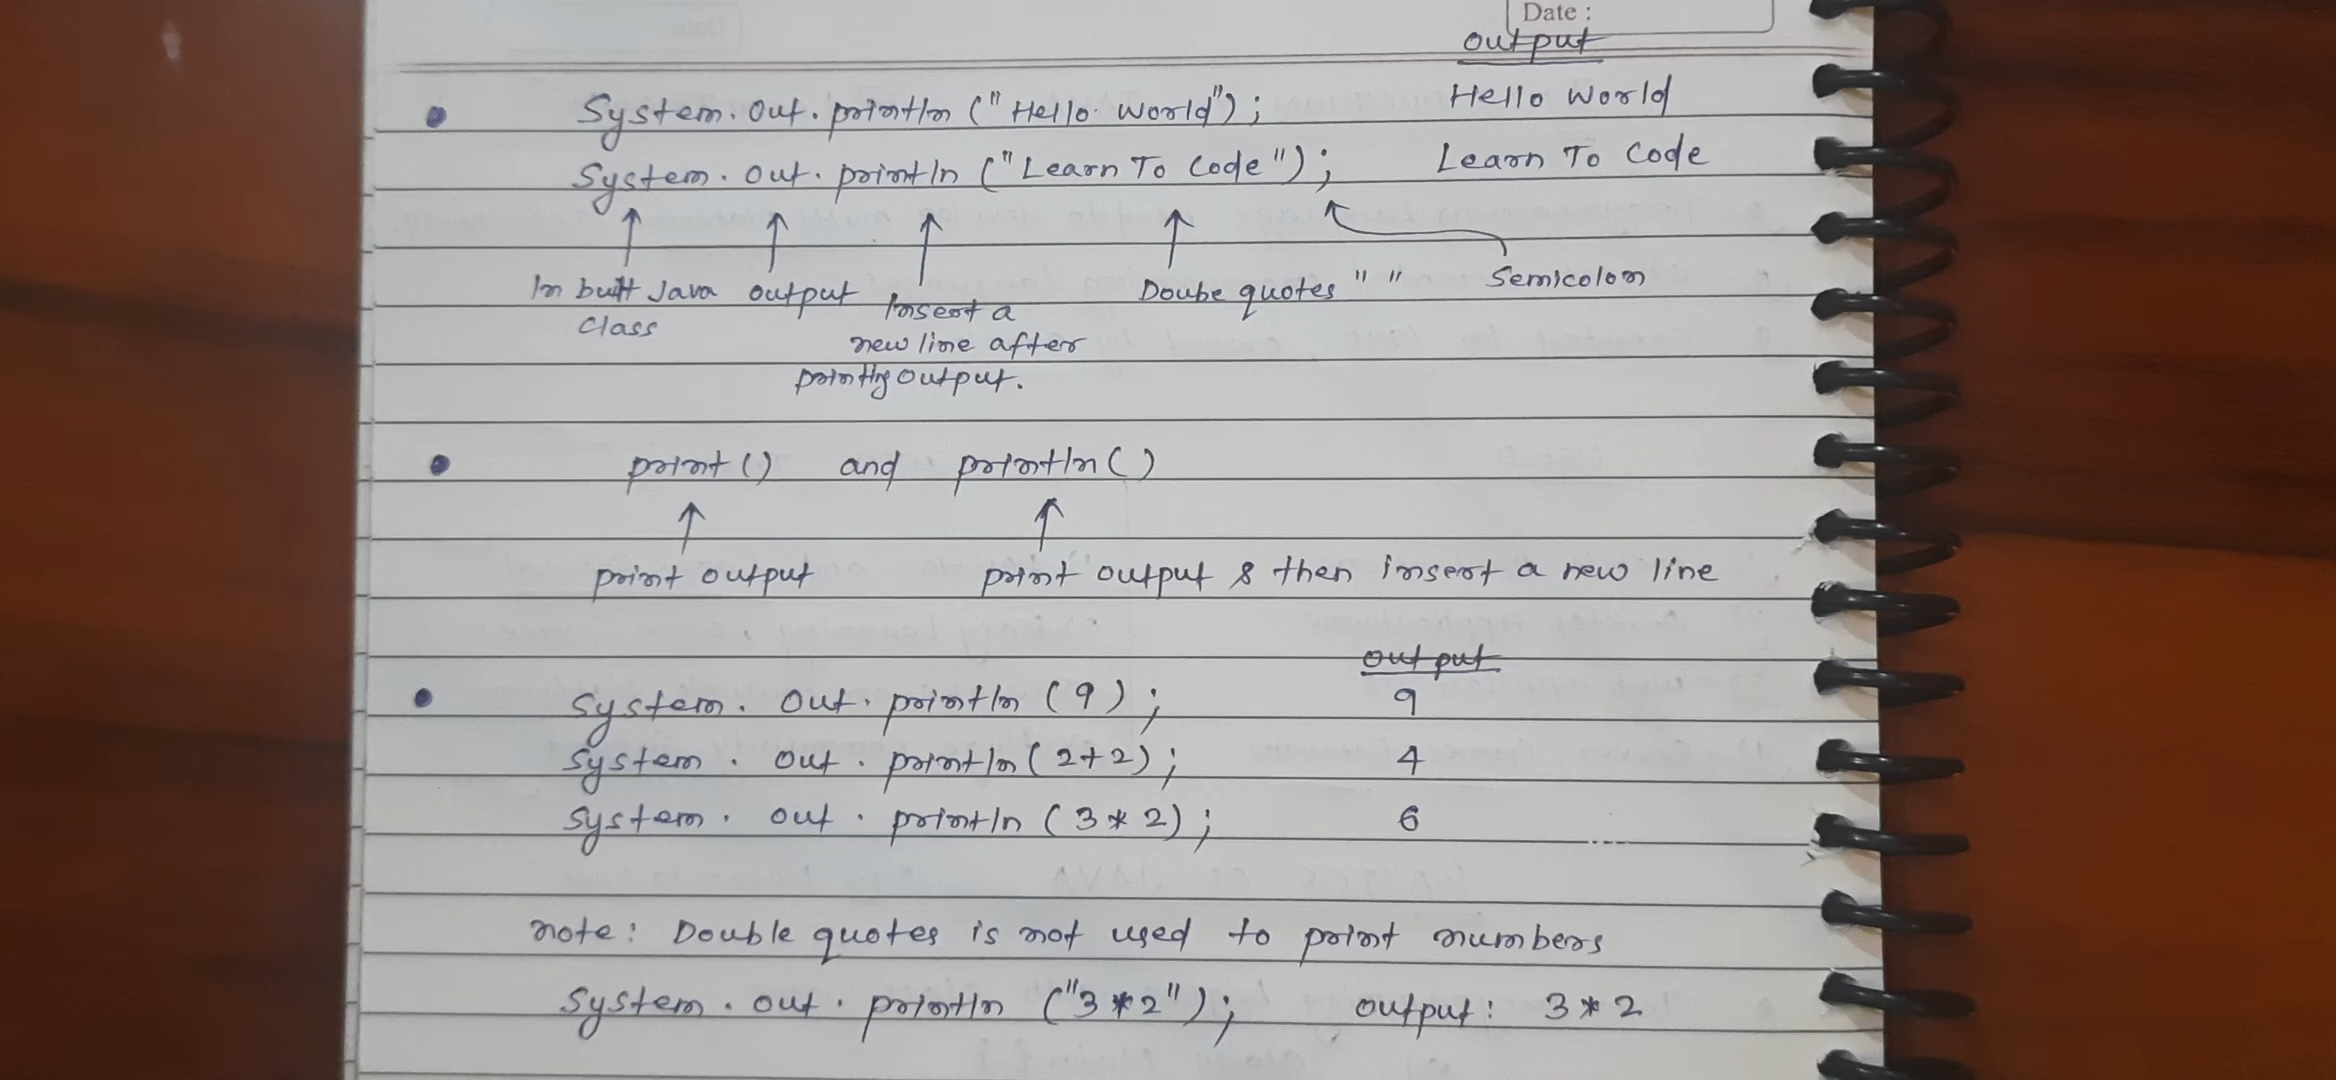 Date :
output
System. out. println ("Hello World"); Hello World
System. out. println ("Learn To Code"); Learn To Code
In built Java output Doube quotes " " Semicolon
class Insert a
new line after
printing output.
print () and println ()
print output print output & then insert a new line
output
System. out. println (9); 9
System. out. println (2+2); 4
System. out. println (3 * 2); 6
note: Double quotes is not used to print numbers
System. out. println ("3 * 2"); output: 3 * 2